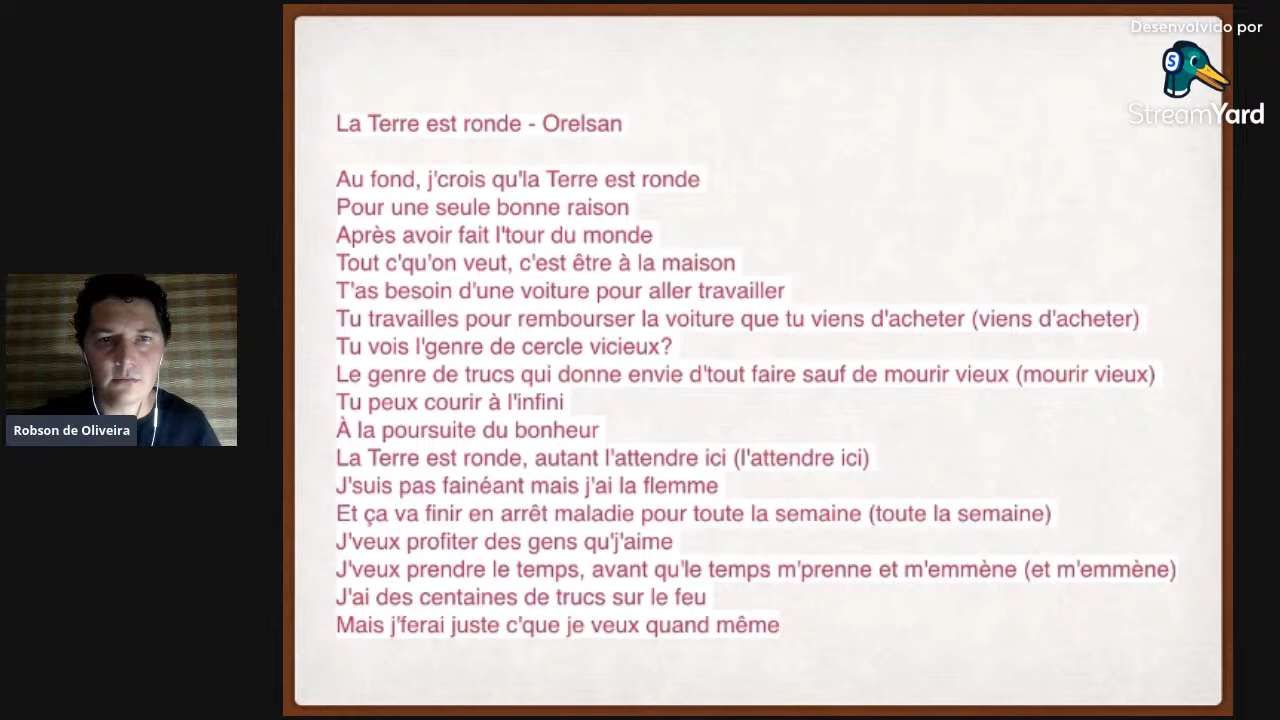 Desenvolvido por
S
StreamYard
La Terre est ronde - Orelsan
Au fond, j'crois qu'la Terre est ronde
Pour une seule bonne raison
Après avoir fait l'tour du monde
Tout c'qu'on veut, c'est être à la maison
T'as besoin d'une voiture pour aller travailler
Tu travailles pour rembourser la voiture que tu viens d'acheter (viens d'acheter)
Tu vois l'genre de cercle vicieux?
Le genre de trucs qui donne envie d'tout faire sauf de mourir vieux (mourir vieux)
Tu peux courir à l'infini
À la poursuite du bonheur
La Terre est ronde, autant l'attendre ici (l'attendre ici)
J'suis pas fainéant mais j'ai la flemme
Et ça va finir en arrêt maladie pour toute la semaine (toute la semaine)
J'veux profiter des gens qu'j'aime
J'veux prendre le temps, avant qu'le temps m'prenne et m'emmène (et m'emmène)
J'ai des centaines de trucs sur le feu
Mais j'ferai juste c'que je veux quand même
Robson de Oliveira